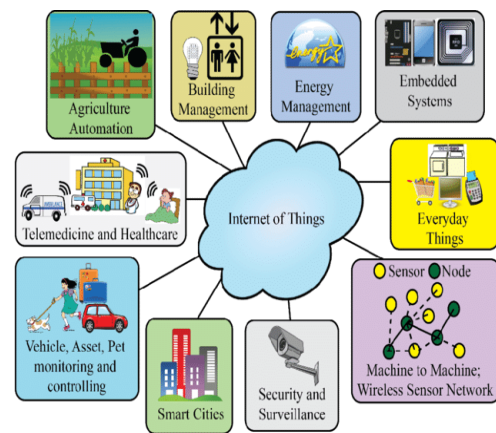 Agriculture
Automation
Building
Management
Energy
Energy
Management
Embedded
Systems
Internet of Things
Telemedicine and Healthcare
Everyday
Things
Vehicle, Asset, Pet
monitoring and
controlling
Smart Cities
Security and
Surveillance
Sensor Node
Machine to Machine;
Wireless Sensor Network